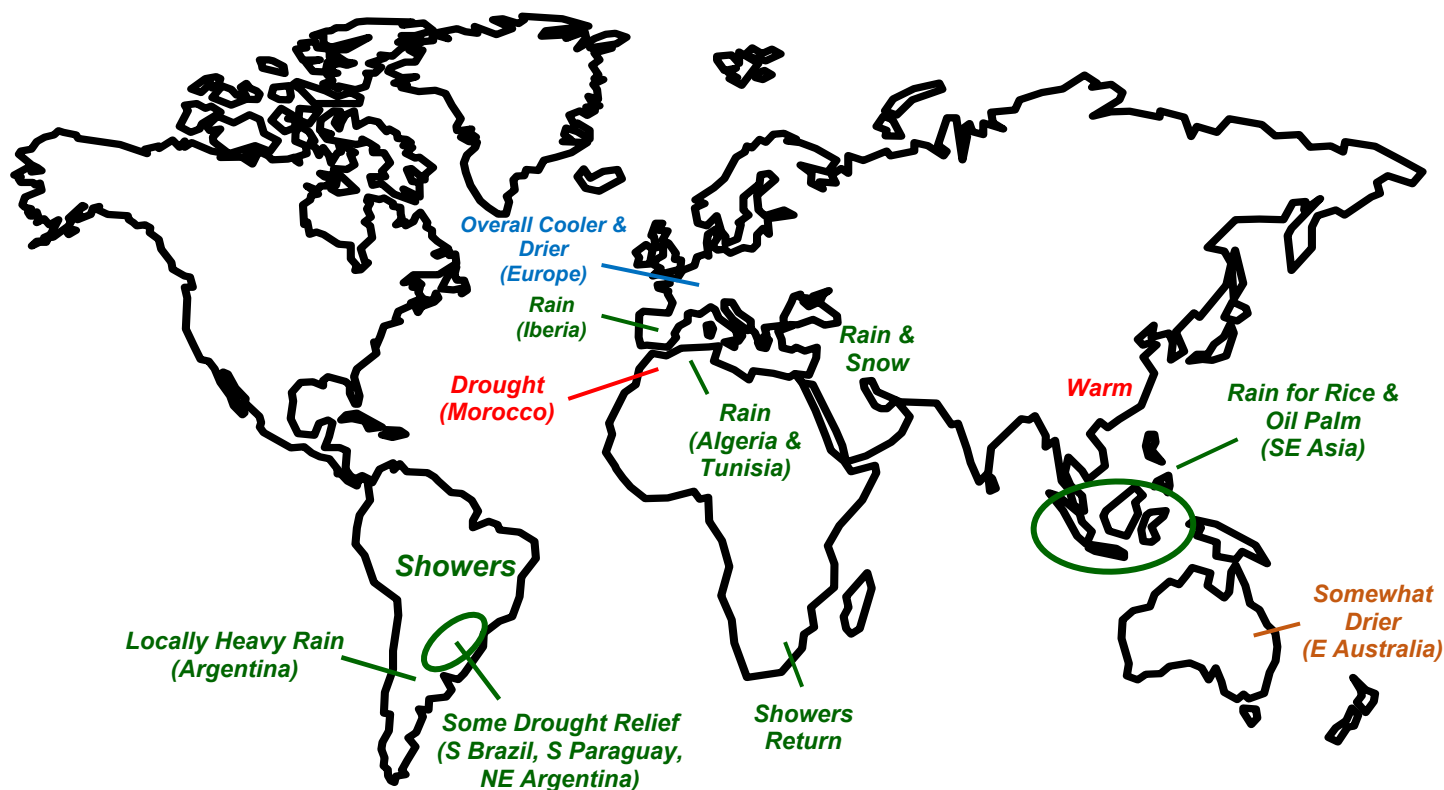 Overall Cooler &
Drier
(Europe)
Rain
(Iberia)
Drought
(Morocco)
Rain
(Algeria &
Tunisia)
Rain &
Snow
Warm
Rain for Rice &
Oil Palm
(SE Asia)
Showers
Locally Heavy Rain
(Argentina)
Some Drought Relief
(S Brazil, S Paraguay,
NE Argentina)
Showers
Return
Somewhat
Drier
(E Australia)